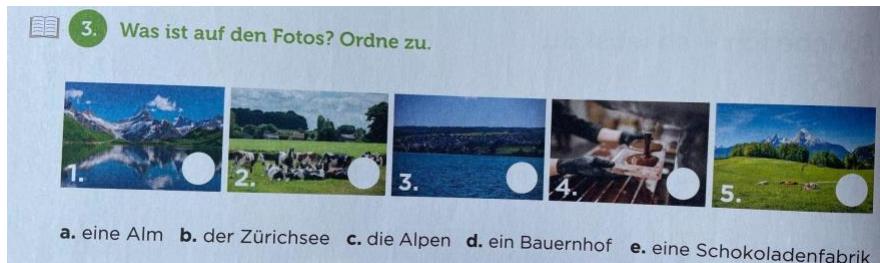 3. Was ist auf den Fotos? Ordne zu.
1. 2. 3. 4. 5.
a. eine Alm b. der Zürichsee c. die Alpen d. ein Bauernhof e. eine Schokoladenfabrik